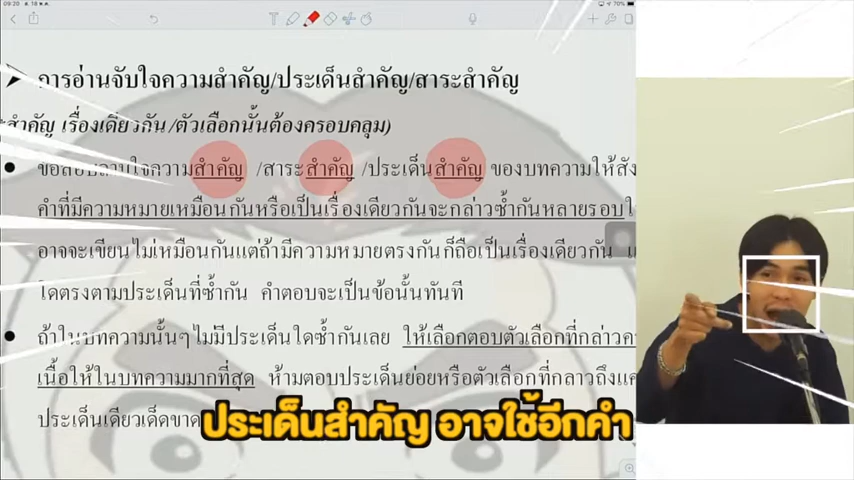 การอ่านจับใจความสำคัญ/ประเด็นสำคัญ/สาระสำคัญ
สำคัญ เรื่องเดียวกัน/ตัวเลือกนั้นต้องครอบคลุม)
ข้อสอบถามใจความสำคัญ /สาระสำคัญ /ประเด็นสำคัญ ของบทความให้สัง
คำที่มีความหมายเหมือนกันหรือเป็นเรื่องเดียวกันจะกล่าวซ้ำกันหลายรอบ
อาจจะเขียนไม่เหมือนกันแต่ถ้ามีความหมายตรงกันก็ถือเป็นเรื่องเดียวกัน
ใดตรงตามประเด็นที่ซ้ำกัน คำตอบจะเป็นข้อนั้นทันที
ถ้าในบทความนั้นๆไม่มีประเด็นใดซ้ำกันเลย ให้เลือกตอบตัวเลือกที่กล่าว
เนื้อให้ในบทความมากที่สุด ห้ามตอบประเด็นย่อยหรือตัวเลือกที่กล่าวถึง
ประเด็นเดียวเด็ดขาด
ประเด็นสำคัญ อาจใช้อีกคำ